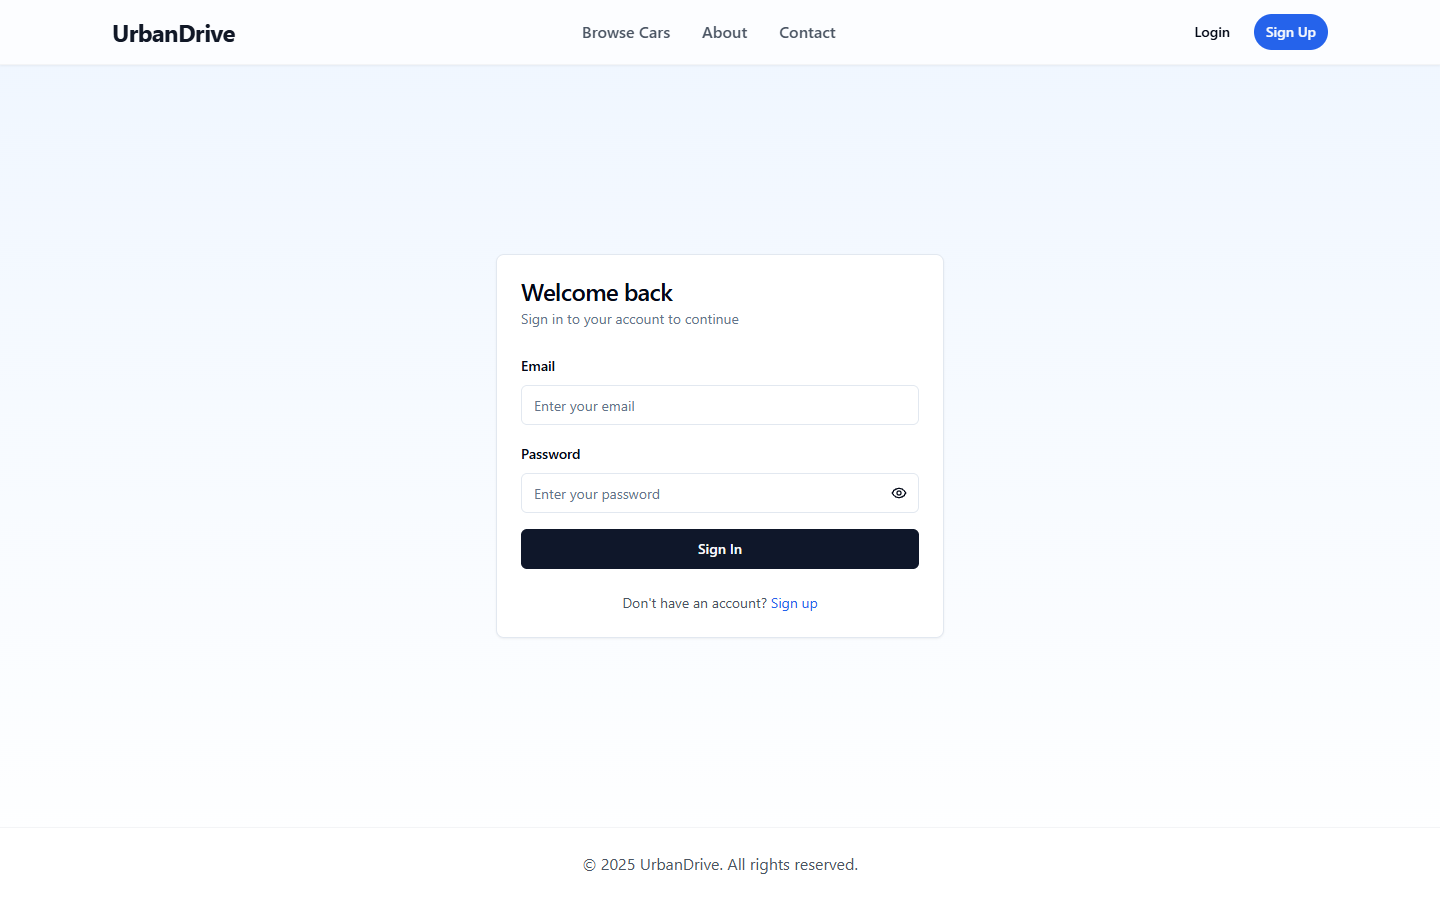 UrbanDrive
Browse Cars
About
Contact
Login
Sign Up
Welcome back
Sign in to your account to continue
Email
Enter your email
Password
Enter your password
Sign In
Don't have an account? Sign up
© 2025 UrbanDrive. All rights reserved.